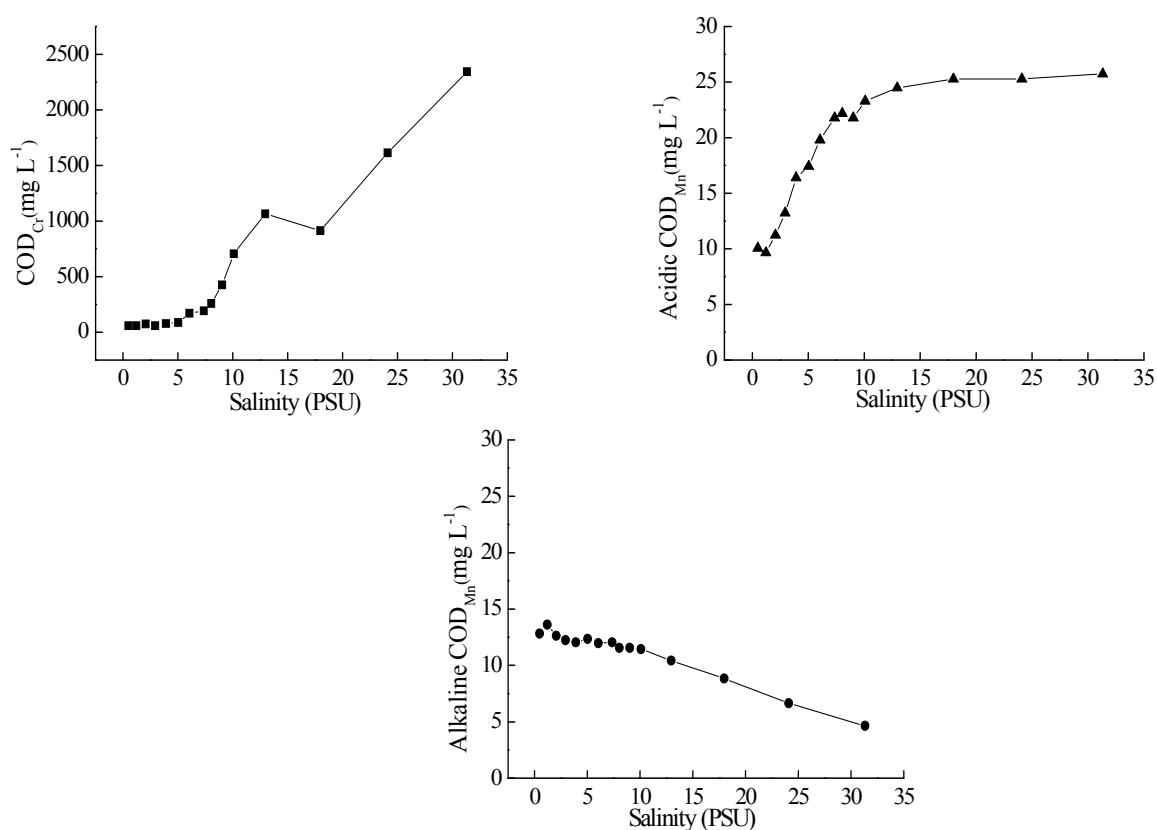 2500
2000
1500
1000
500
0
COD_Cr(mg L^-1)
0 5 10 15 20 25 30 35
Salinity (PSU)
30
25
20
15
10
5
0
Acidic COD_Mn(mg L^-1)
0 5 10 15 20 25 30 35
Salinity (PSU)
30
25
20
15
10
5
0
Alkaline COD_Mn(mg L^-1)
0 5 10 15 20 25 30 35
Salinity (PSU)